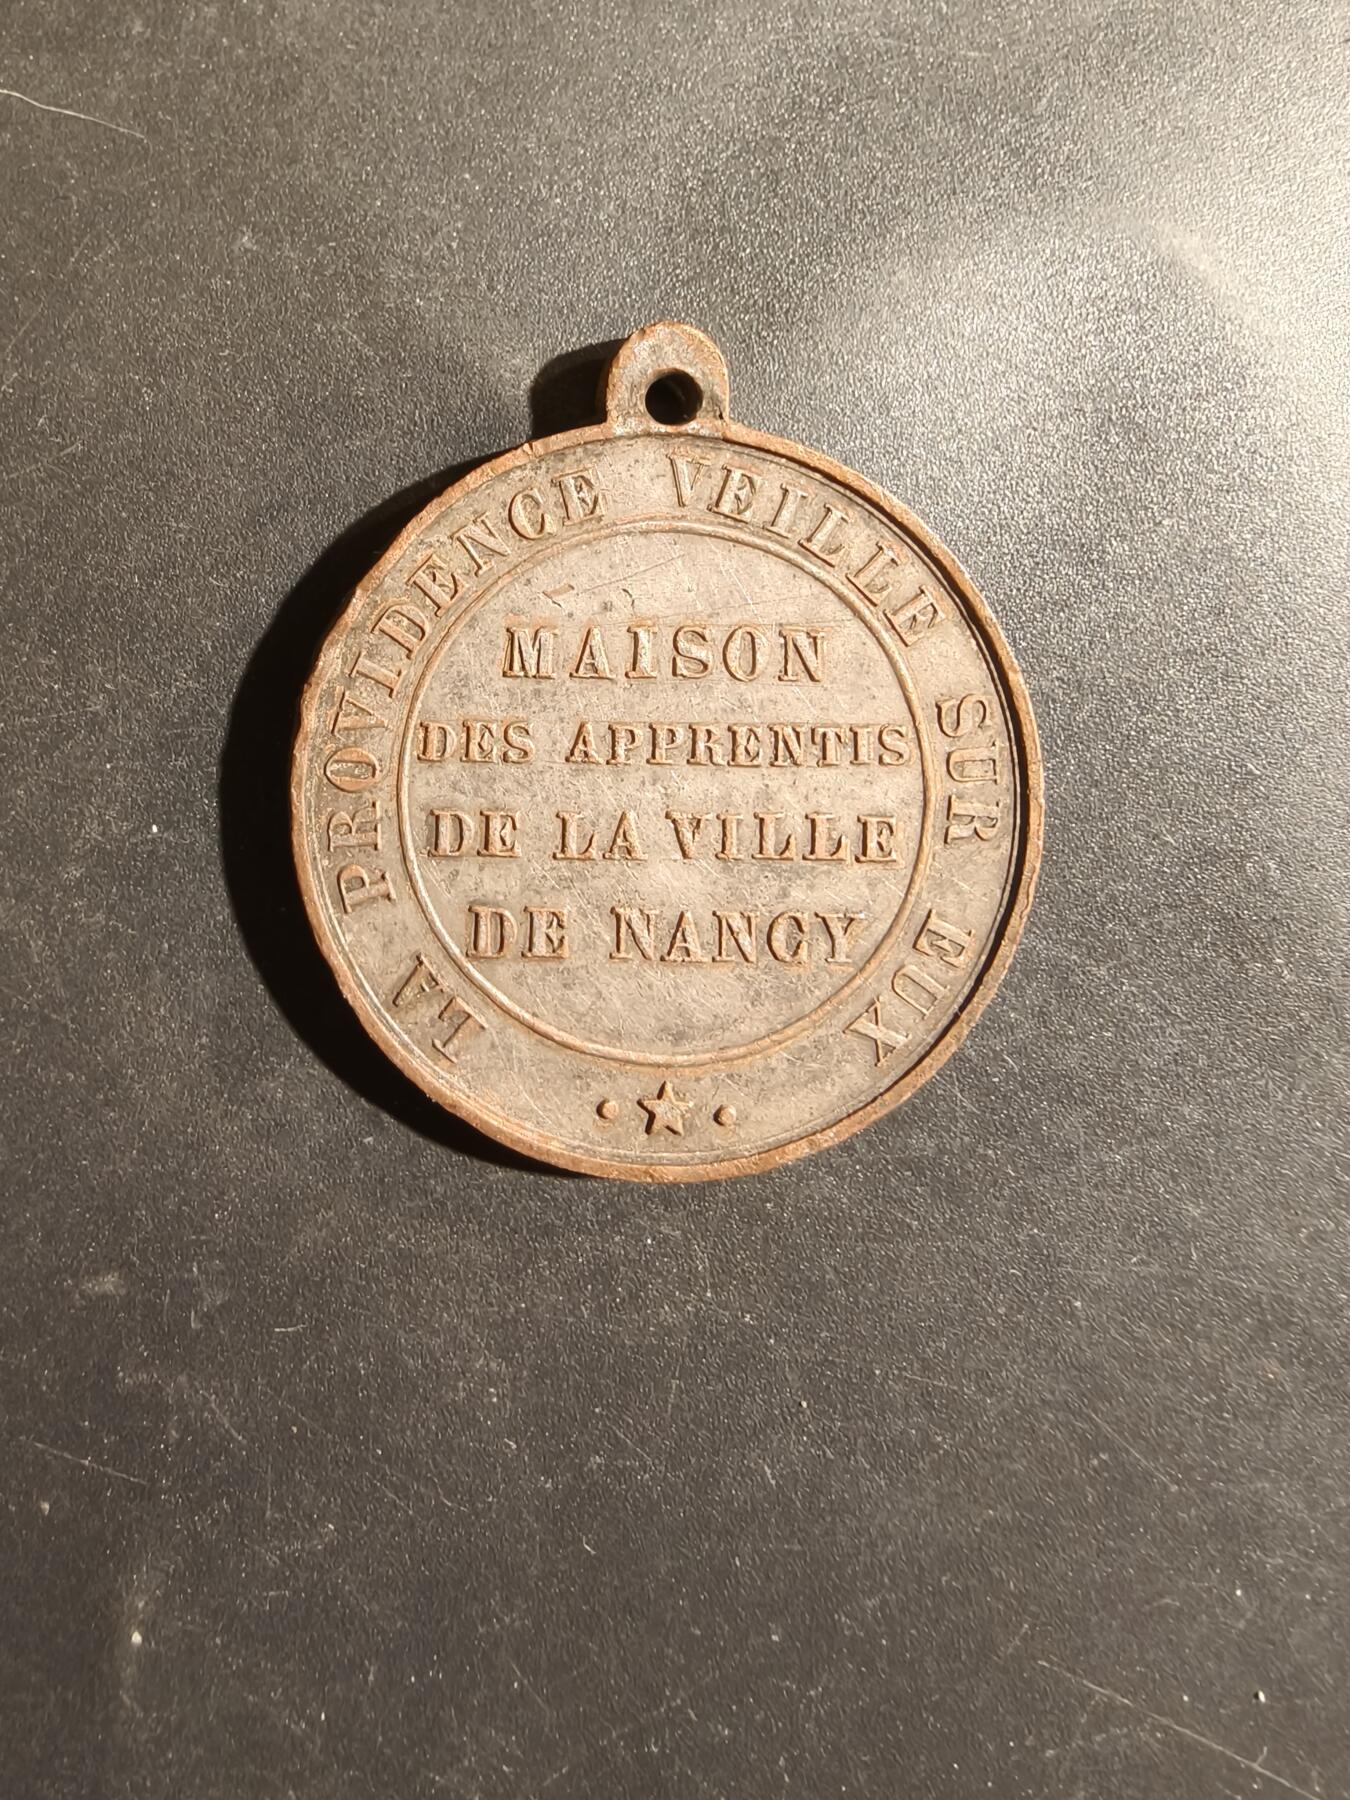 LA PROVIDENCE VEILLE SUR EUX
MAISON
DES APPRENTIS
DE LA VILLE
DE NANCY